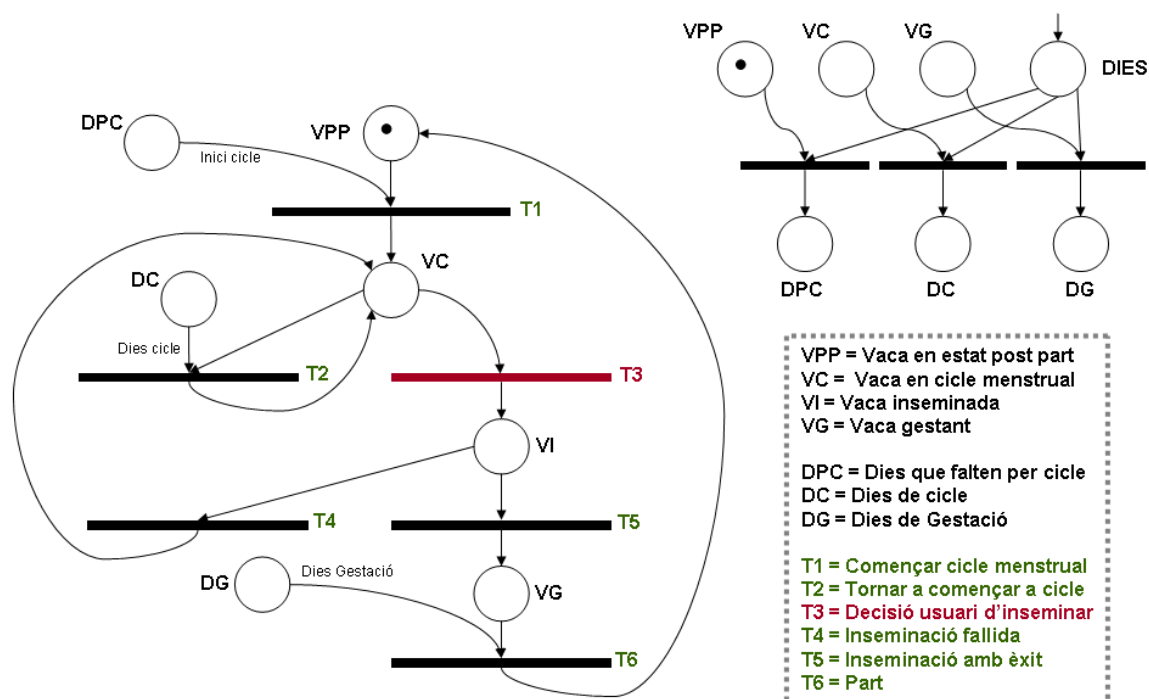 VPP
VC
VG
DIES
DPC
DC
DG
DPC
VPP
Inici cicle
T1
VC
DC
Dies cicle
T2
T3
VI
T4
T5
DG
Dies Gestació
VG
T6
VPP = Vaca en estat post part
VC = Vaca en cicle menstrual
VI = Vaca inseminada
VG = Vaca gestant
DPC = Dies que falten per cicle
DC = Dies de cicle
DG = Dies de Gestació
T1 = Començar cicle menstrual
T2 = Tornar a començar a cicle
T3 = Decisió usuari d'inseminar
T4 = Inseminació fallida
T5 = Inseminació amb èxit
T6 = Part